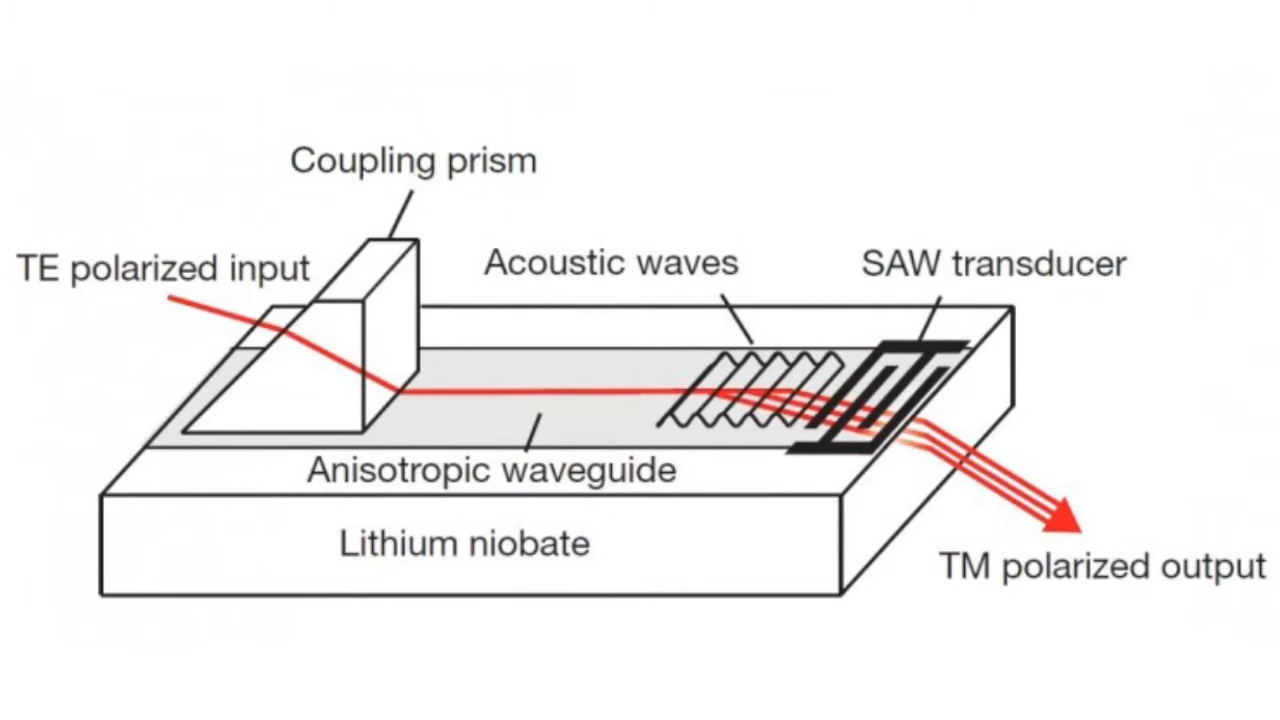 Coupling prism
TE polarized input
Acoustic waves
SAW transducer
Anisotropic waveguide
Lithium niobate
TM polarized output